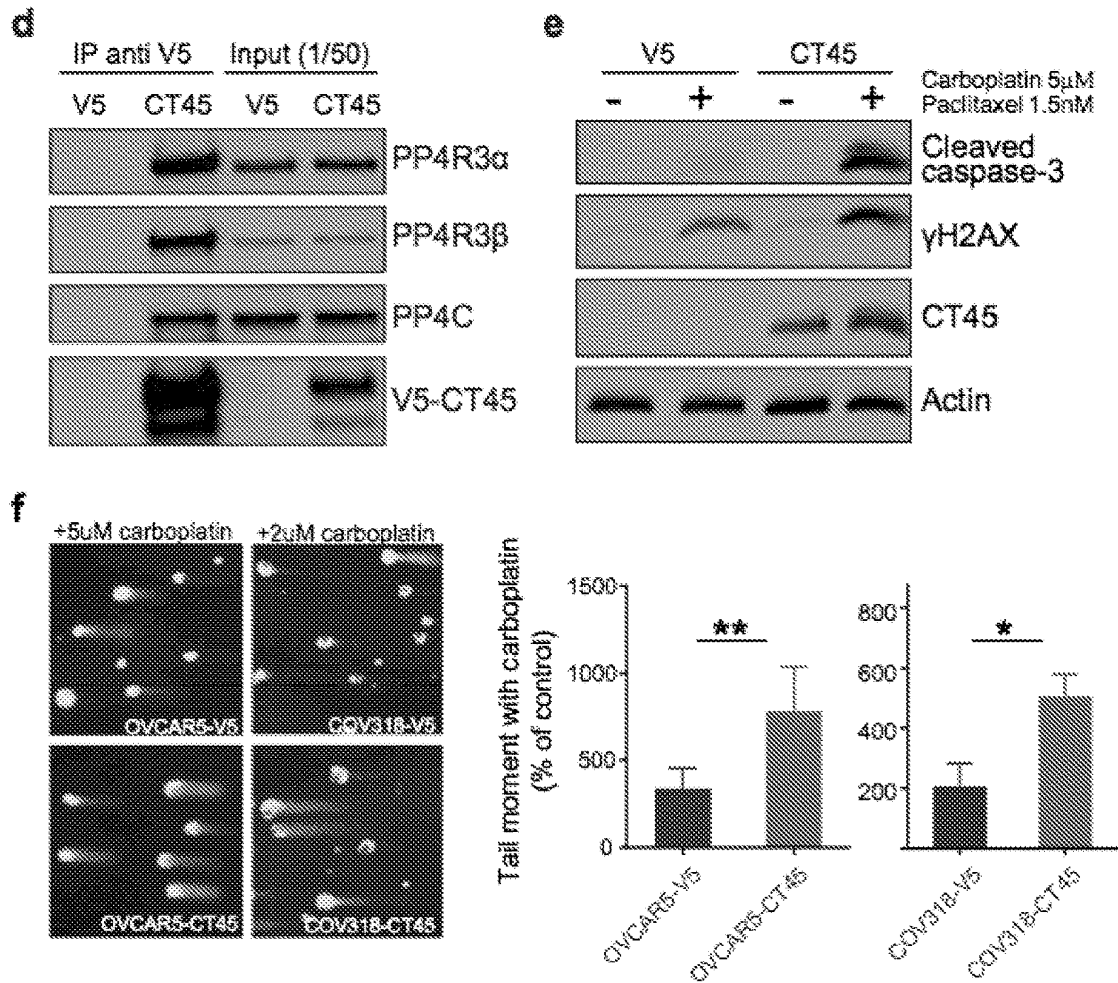 d
IP anti V5 Input (1/50)
V5 CT45 V5 CT45
PP4R3α
PP4R3β
PP4C
V5-CT45
e
V5 CT45
Carboplatin 5μM
Paclitaxel 1.5nM
- + - +
Cleaved
caspase-3
γH2AX
CT45
Actin
f
+5uM carboplatin +2uM carboplatin
OVCAR5-V5 COV318-V5
OVCAR5-CT45 COV318-CT45
Tail moment with carboplatin
(% of control)
1500
1000
500
0
**
OVCAR5-V5
OVCAR5-CT45
800
600
400
200
*
COV318-V5
COV318-CT45